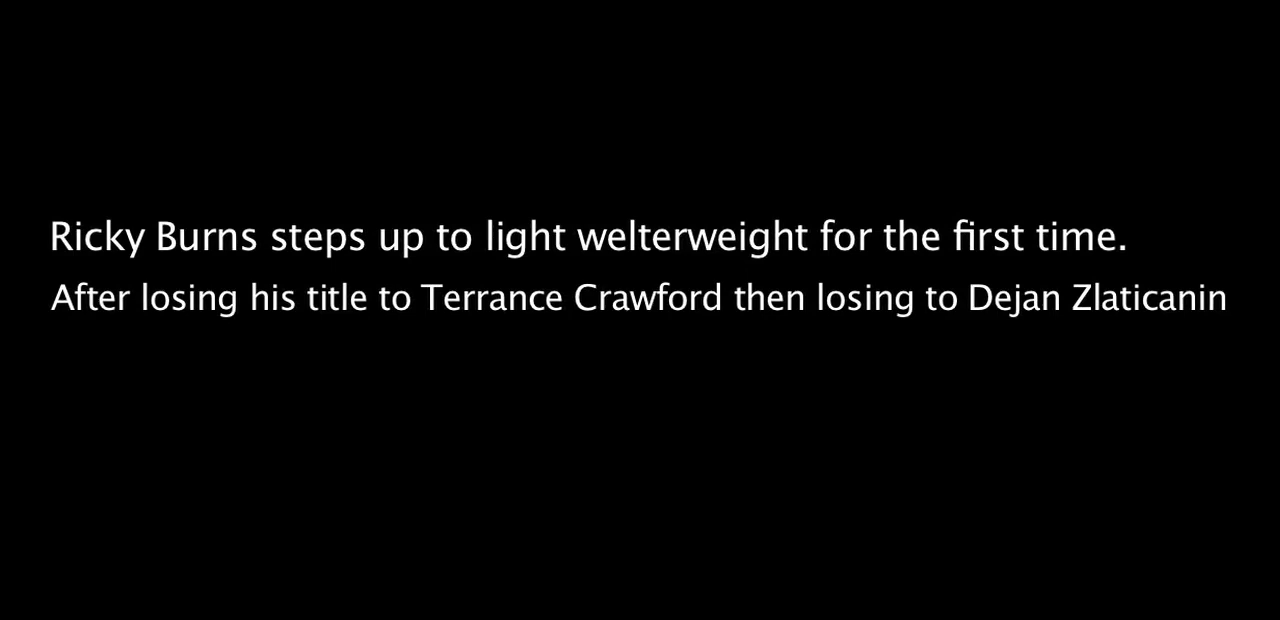 Ricky Burns steps up to light welterweight for the first time.
After losing his title to Terrance Crawford then losing to Dejan Zlaticanin